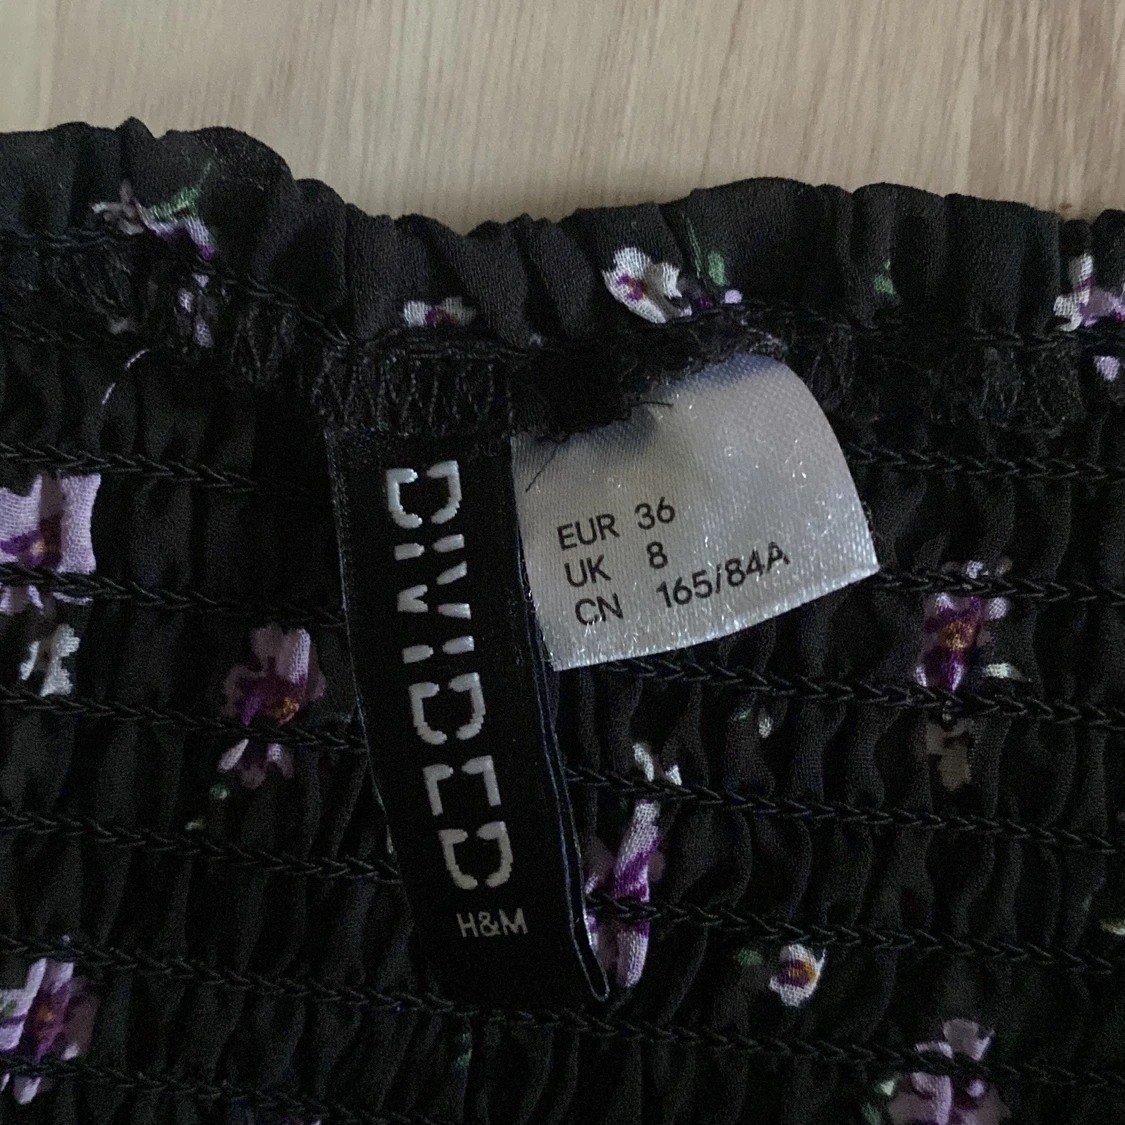 DIVIDED
H&M
EUR 36
UK 8
CN 165/84A